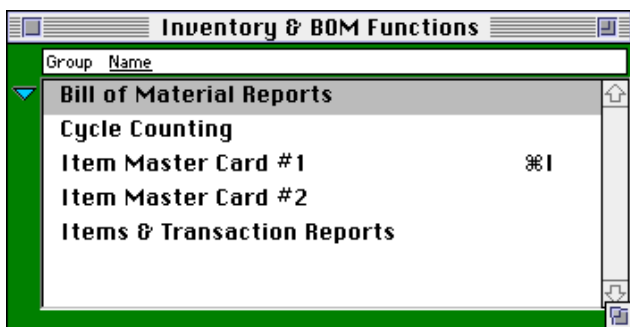 Inventory & BOM Functions
Group Name
Bill of Material Reports
Cycle Counting
Item Master Card #1 ⌘I
Item Master Card #2
Items & Transaction Reports